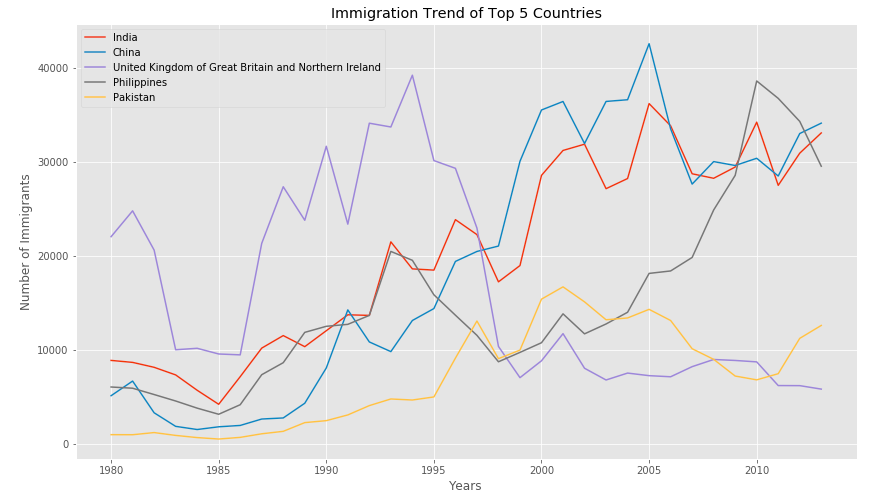 Immigration Trend of Top 5 Countries
India
China
United Kingdom of Great Britain and Northern Ireland
Philippines
Pakistan
40000
30000
20000
10000
0
Number of Immigrants
1980 1985 1990 1995 2000 2005 2010
Years